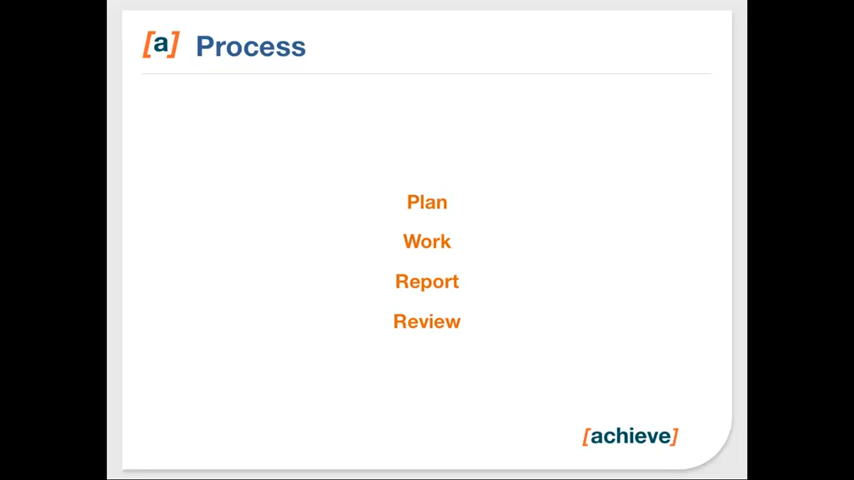 [a] Process
Plan
Work
Report
Review
[achieve]